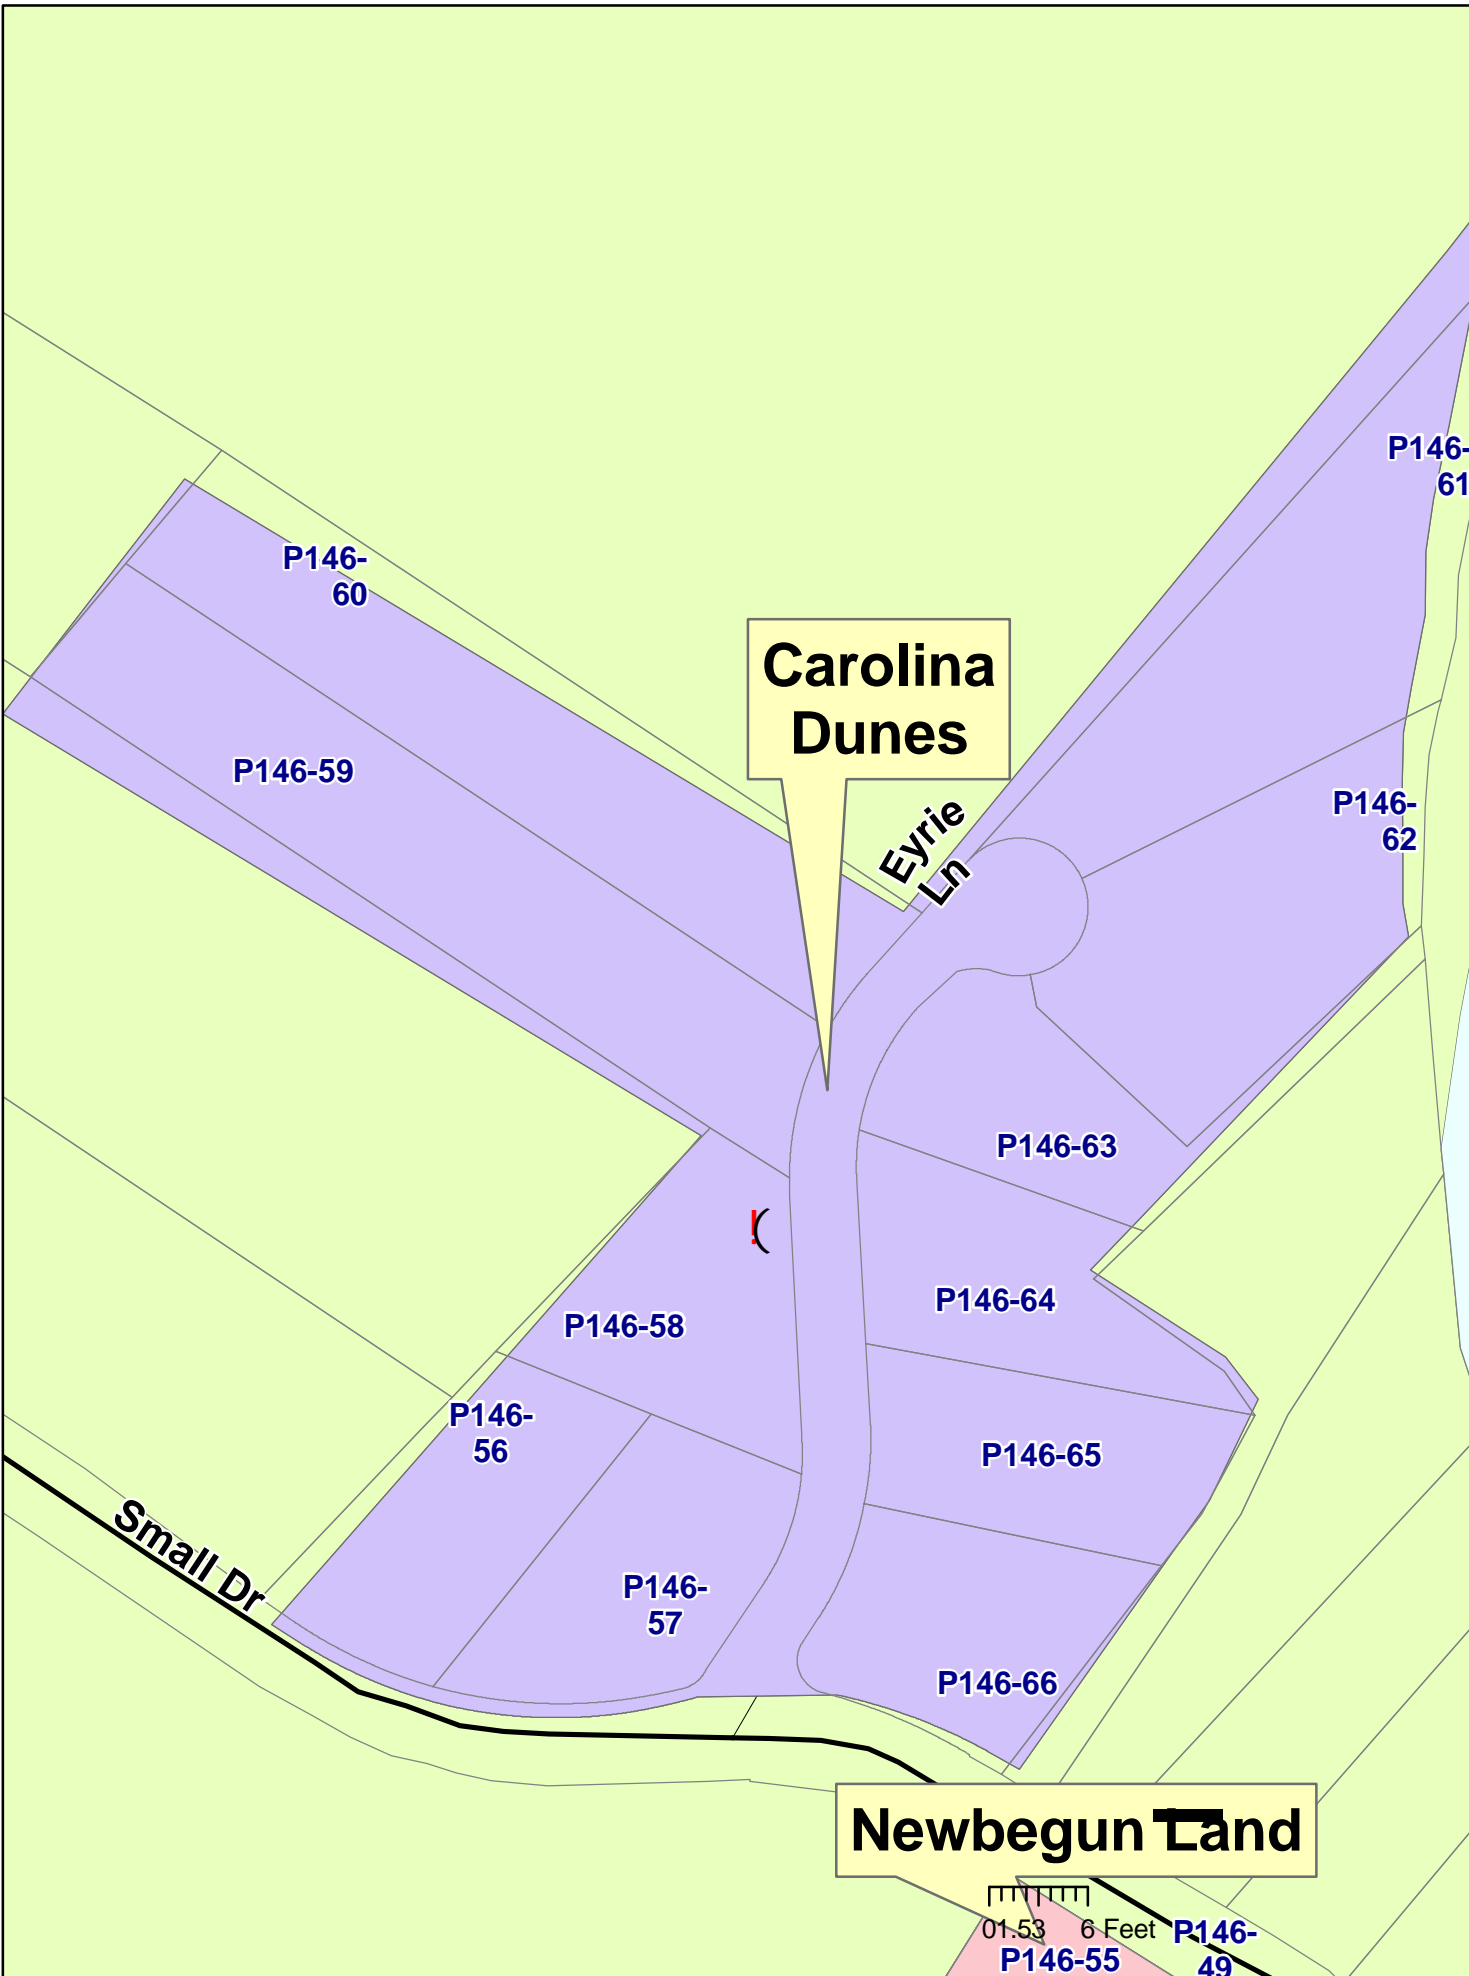 P146-
61
P146-
60
Carolina
Dunes
P146-59
P146-
62
Eyrie
Ln
P146-63
P146-64
P146-58
P146-
56
P146-65
Small Dr
P146-
57
P146-66
Newbegun Land
01.53 6 Feet
P146-
49
P146-55